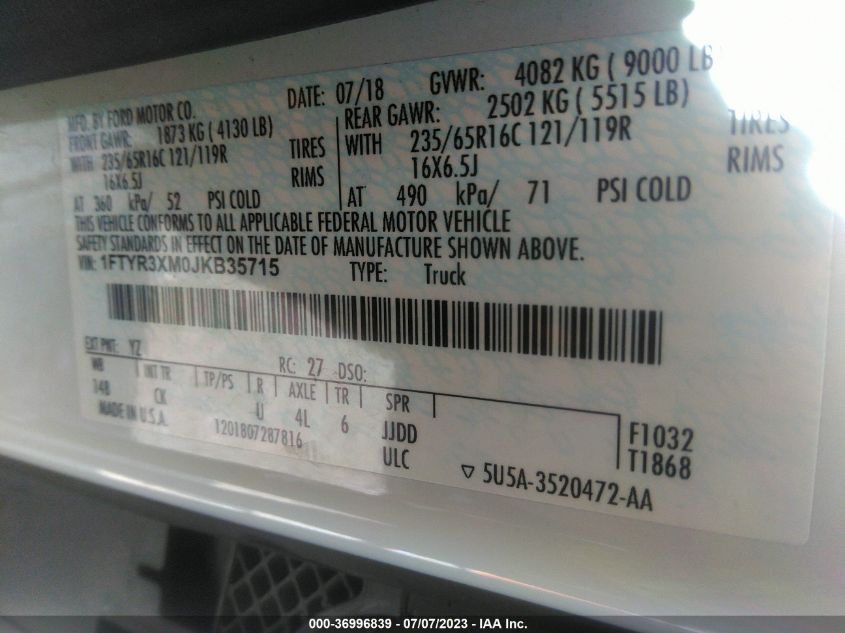 MFD. BY FORD MOTOR CO. DATE: 07/18 GVWR: 4082 KG ( 9000 LB
FRONT GAWR: 1873 KG ( 4130 LB) REAR GAWR: 2502 KG ( 5515 LB)
WITH 235/65R16C 121/119R TIRES WITH 235/65R16C 121/119R TIRES
16X6.5J RIMS 16X6.5J RIMS
AT 360 kPa/ 52 PSI COLD AT 490 kPa/ 71 PSI COLD
THIS VEHICLE CONFORMS TO ALL APPLICABLE FEDERAL MOTOR VEHICLE
SAFETY STANDARDS IN EFFECT ON THE DATE OF MANUFACTURE SHOWN ABOVE.
VIN: 1FTYR3XM0JKB35715 TYPE: Truck
EXT PNT: YZ RC: 27 DSO:
WB INT TR TP/PS R AXLE TR SPR
148 CK U 4L 6 JJDD F1032
MADE IN U.S.A. 1201807287816 ULC T1868
▽ 5U5A-3520472-AA
000-36996839 - 07/07/2023 - IAA Inc.